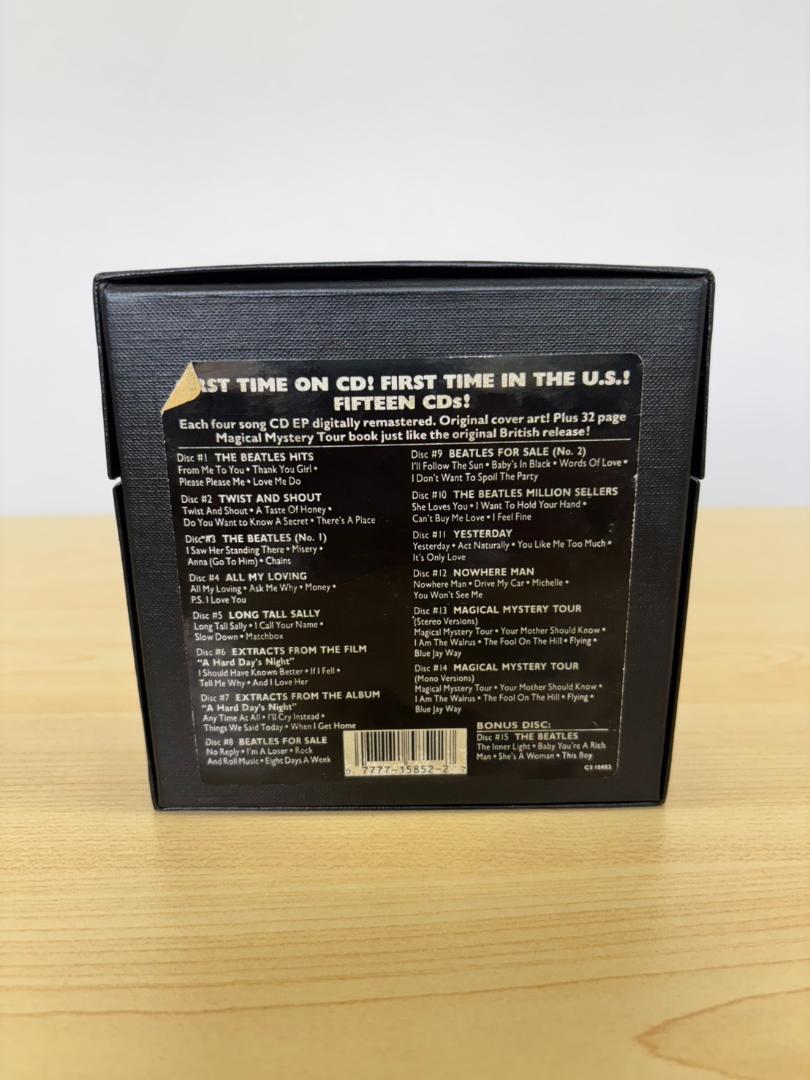 RST TIME ON CD! FIRST TIME IN THE U.S.!
FIFTEEN CDs!
Each four song CD EP digitally remastered. Original cover art! Plus 32 page
Magical Mystery Tour book just like the original British release!
Disc #1 THE BEATLES HITS
From Me To You • Thank You Girl •
Please Please Me • Love Me Do
Disc #2 TWIST AND SHOUT
Twist And Shout • A Taste Of Honey •
Do You Want to Know A Secret • There's A Place
Disc #3 THE BEATLES (No. 1)
I Saw Her Standing There • Misery •
Anna (Go To Him) • Chains
Disc #4 ALL MY LOVING
All My Loving • Ask Me Why • Money •
P.S. I Love You
Disc #5 LONG TALL SALLY
Long Tall Sally • I Call Your Name •
Slow Down • Matchbox
Disc #6 EXTRACTS FROM THE FILM
"A Hard Day's Night"
I Should Have Known Better • If I Fell •
Tell Me Why • And I Love Her
Disc #7 EXTRACTS FROM THE ALBUM
"A Hard Day's Night"
Any Time At All • I'll Cry Instead •
Things We Said Today • When I Get Home
Disc #8 BEATLES FOR SALE
No Reply • I'm A Loser • Rock
And Roll Music • Eight Days A Week
Disc #9 BEATLES FOR SALE (No. 2)
I'll Follow The Sun • Baby's In Black • Words Of Love •
I Don't Want To Spoil The Party
Disc #10 THE BEATLES MILLION SELLERS
She Loves You • I Want To Hold Your Hand •
Can't Buy Me Love • I Feel Fine
Disc #11 YESTERDAY
Yesterday • Act Naturally • You Like Me Too Much •
It's Only Love
Disc #12 NOWHERE MAN
Nowhere Man • Drive My Car • Michelle •
You Won't See Me
Disc #13 MAGICAL MYSTERY TOUR
(Stereo Versions)
Magical Mystery Tour • Your Mother Should Know •
I Am The Walrus • The Fool On The Hill • Flying •
Blue Jay Way
Disc #14 MAGICAL MYSTERY TOUR
(Mono Versions)
Magical Mystery Tour • Your Mother Should Know •
I Am The Walrus • The Fool On The Hill • Flying •
Blue Jay Way
BONUS DISC:
Disc #15 THE BEATLES
The Inner Light • Baby You're A Rich
Man • She's A Woman • This Boy
C2 15852
0 7777-15852-2 7